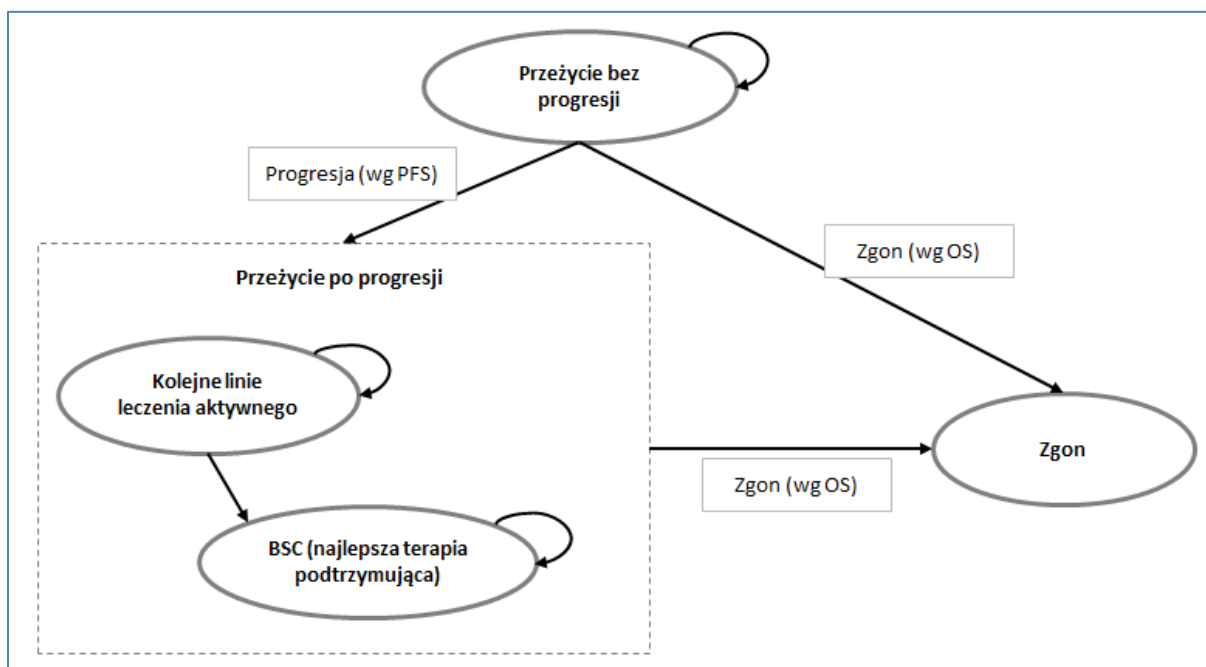 Przeżycie bez
progresji
Progresja (wg PFS)
Zgon (wg OS)
Przeżycie po progresji
Kolejne linie
leczenia aktywnego
Zgon
Zgon (wg OS)
BSC (najlepsza terapia
podtrzymująca)